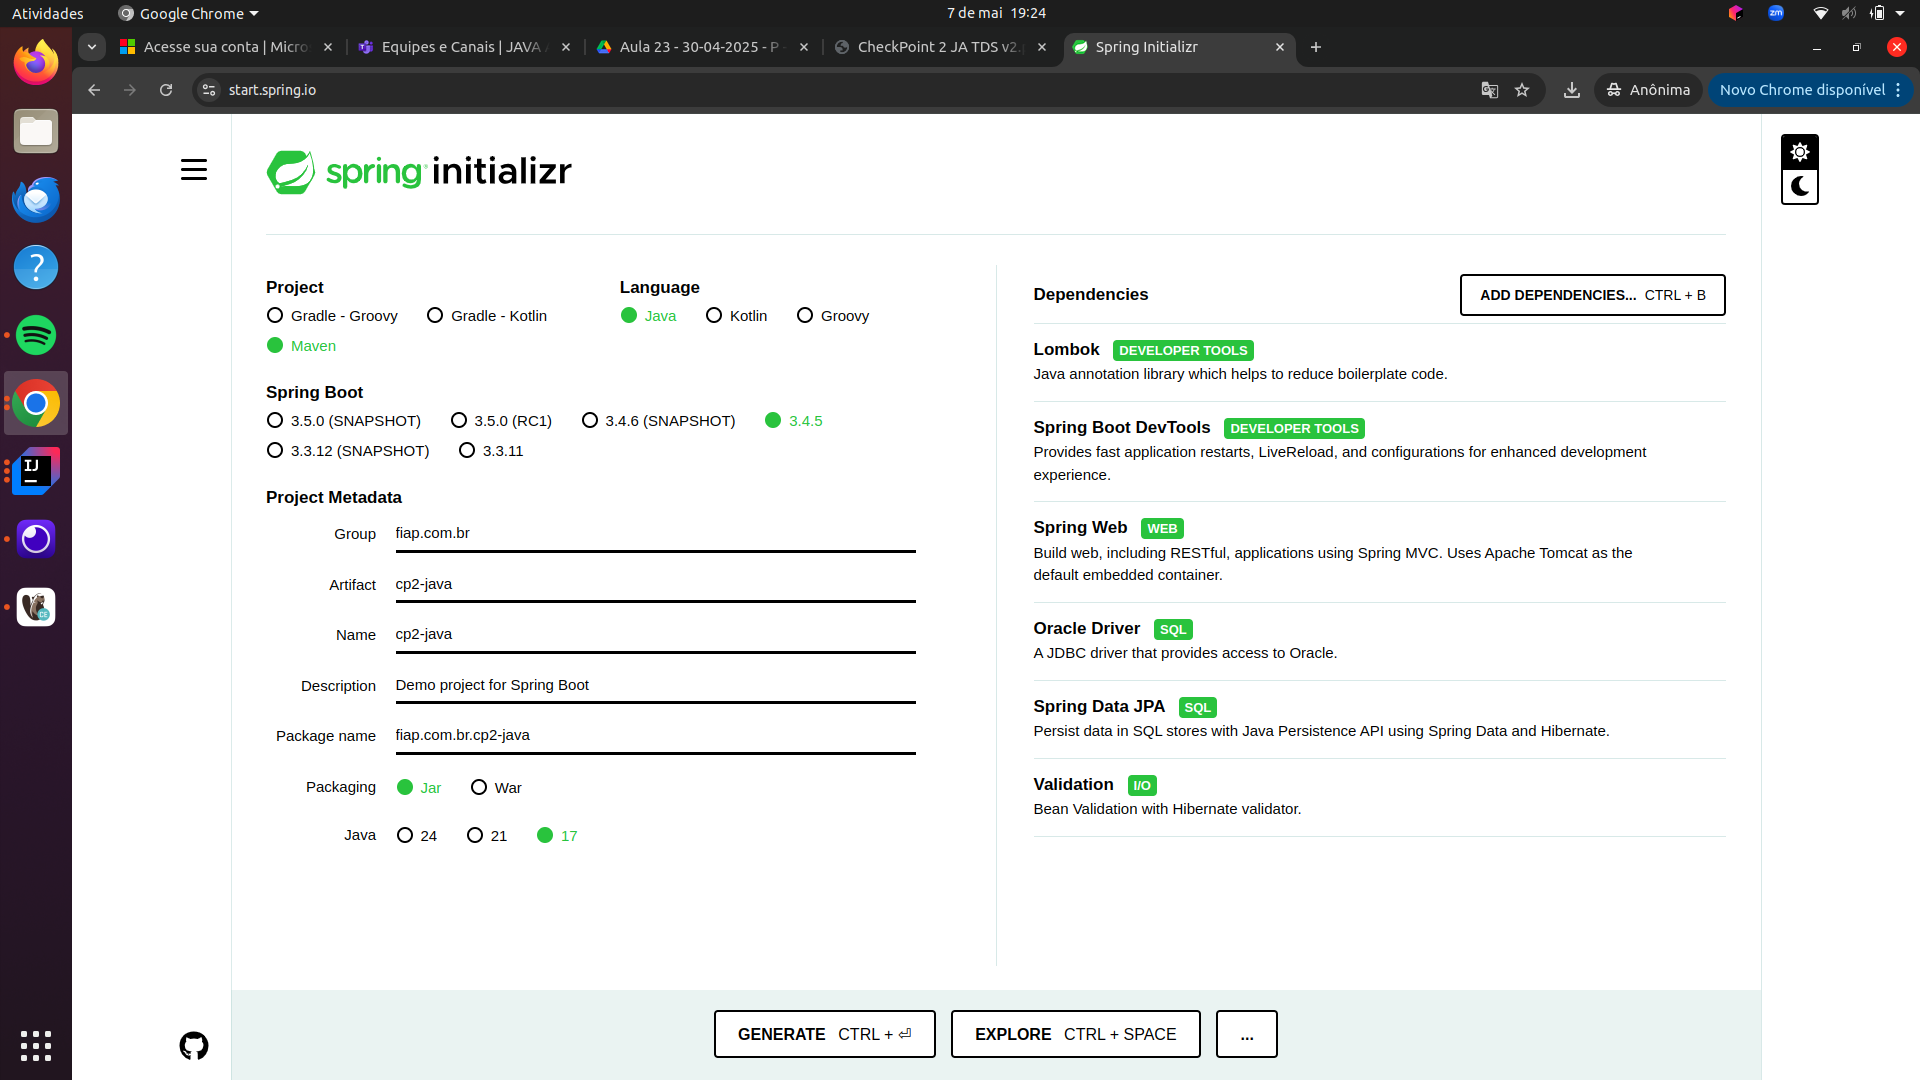 Atividades
Google Chrome
7 de mai 19:24
zm
Acesse sua conta | Micro
Equipes e Canais | JAVA
Aula 23 - 30-04-2025 - P
CheckPoint 2 JA TDS v2.
Spring Initializr
start.spring.io
Anônima
Novo Chrome disponível
spring initializr
Project
Gradle - Groovy
Gradle - Kotlin
Maven
Language
Java
Kotlin
Groovy
Spring Boot
3.5.0 (SNAPSHOT)
3.5.0 (RC1)
3.4.6 (SNAPSHOT)
3.4.5
3.3.12 (SNAPSHOT)
3.3.11
Project Metadata
Group fiap.com.br
Artifact cp2-java
Name cp2-java
Description Demo project for Spring Boot
Package name fiap.com.br.cp2-java
Packaging Jar War
Java 24 21 17
Dependencies
ADD DEPENDENCIES... CTRL + B
Lombok DEVELOPER TOOLS
Java annotation library which helps to reduce boilerplate code.
Spring Boot DevTools DEVELOPER TOOLS
Provides fast application restarts, LiveReload, and configurations for enhanced development
experience.
Spring Web WEB
Build web, including RESTful, applications using Spring MVC. Uses Apache Tomcat as the
default embedded container.
Oracle Driver SQL
A JDBC driver that provides access to Oracle.
Spring Data JPA SQL
Persist data in SQL stores with Java Persistence API using Spring Data and Hibernate.
Validation I/O
Bean Validation with Hibernate validator.
GENERATE CTRL + ⏎
EXPLORE CTRL + SPACE
...
IJ